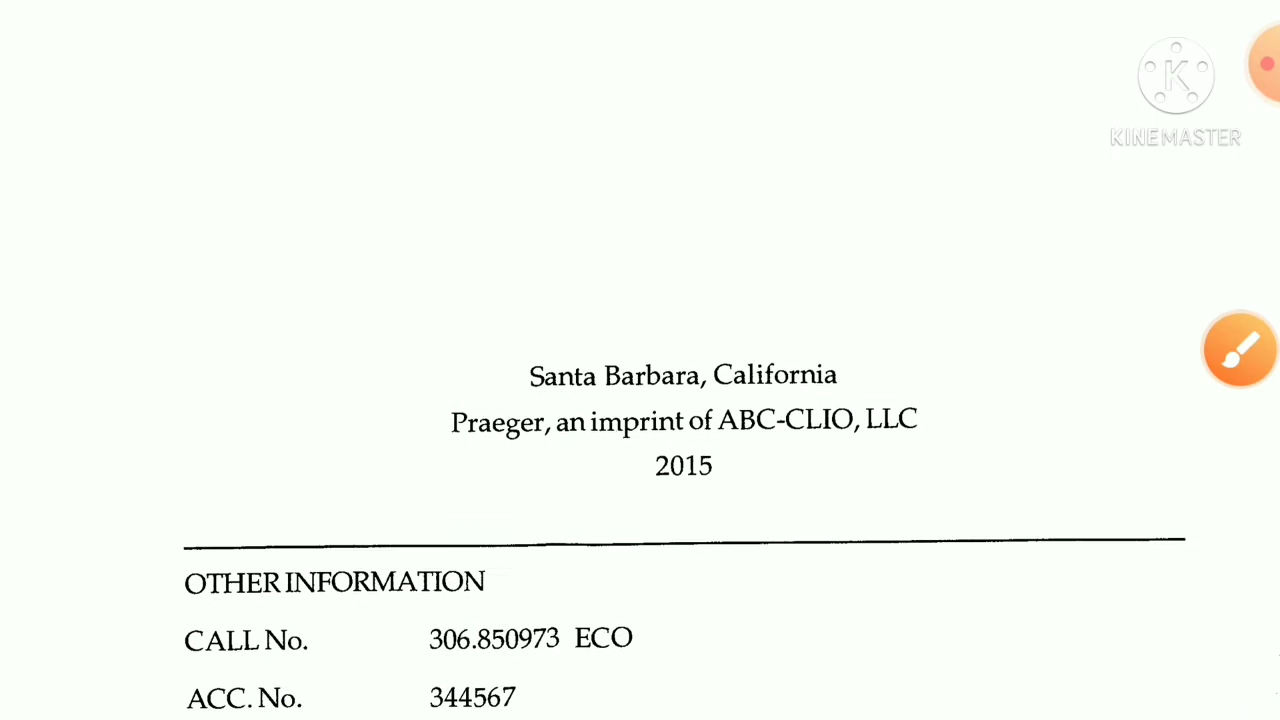 K
KINEMASTER
Santa Barbara, California
Praeger, an imprint of ABC-CLIO, LLC
2015
OTHER INFORMATION
CALL No. 306.850973 ECO
ACC. No. 344567